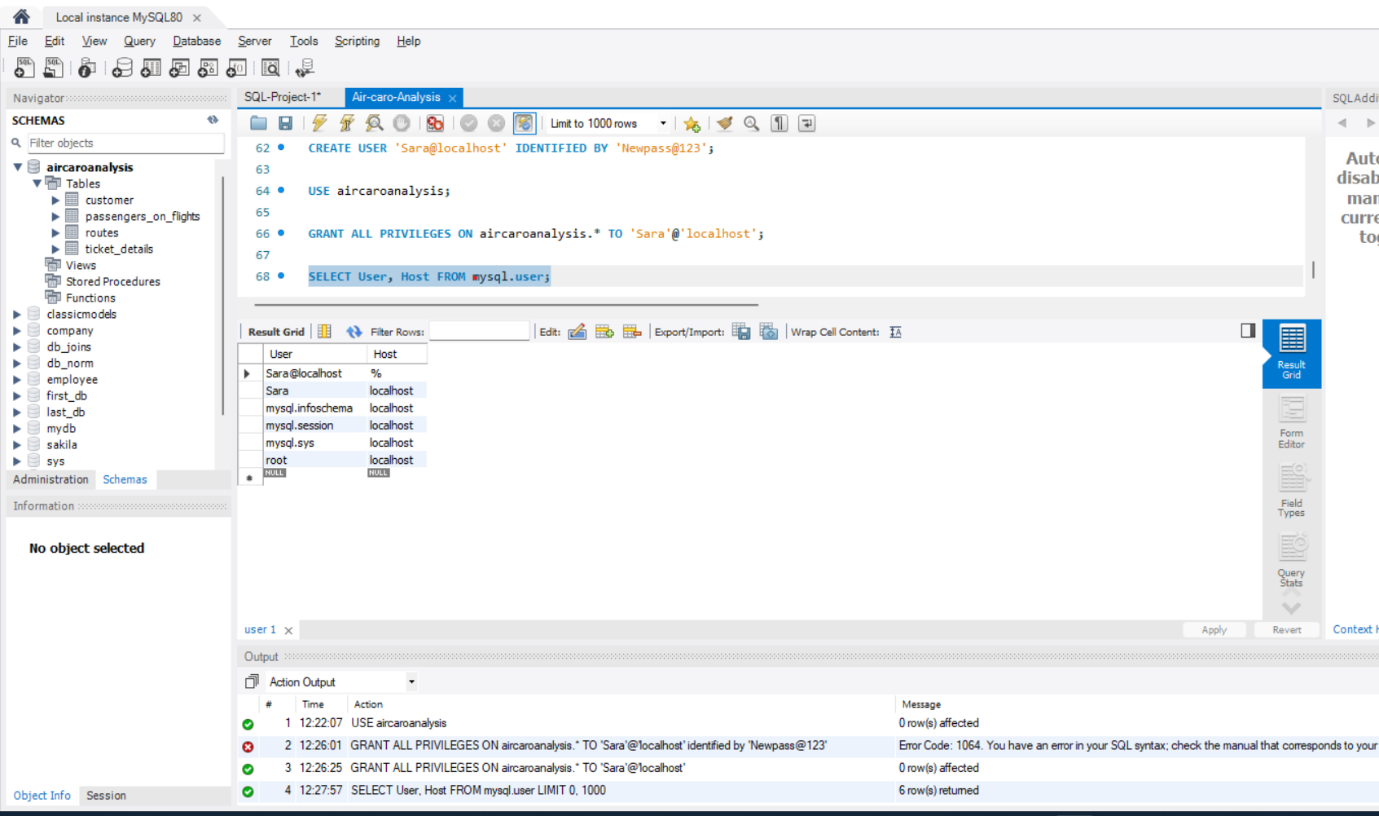 Local instance MySQL80 ×
File Edit View Query Database Server Tools Scripting Help
Navigator
SCHEMAS
Filter objects
aircaroanalysis
Tables
customer
passengers_on_flights
routes
ticket_details
Views
Stored Procedures
Functions
classicmodels
company
db_joins
db_norm
employee
first_db
last_db
mydb
sakila
sys
Administration Schemas
Information
No object selected
Object Info Session
SQL-Project-1* Air-caro-Analysis ×
Limit to 1000 rows
62 CREATE USER 'Sara@localhost' IDENTIFIED BY 'Newpass@123';
63
64 USE aircaroanalysis;
65
66 GRANT ALL PRIVILEGES ON aircaroanalysis.* TO 'Sara'@'localhost';
67
68 SELECT User, Host FROM mysql.user;
Result Grid Filter Rows: Edit: Export/Import: Wrap Cell Content:
User Host
Sara@localhost %
Sara localhost
mysql.infoschema localhost
mysql.session localhost
mysql.sys localhost
root localhost
NULL NULL
Result
Grid
Form
Editor
Field
Types
Query
Stats
user 1 × Apply Revert
Output
Action Output
# Time Action Message
1 12:22:07 USE aircaroanalysis 0 row(s) affected
2 12:26:01 GRANT ALL PRIVILEGES ON aircaroanalysis.* TO 'Sara'@'localhost' identified by 'Newpass@123' Error Code: 1064. You have an error in your SQL syntax; check the manual that corresponds to your
3 12:26:25 GRANT ALL PRIVILEGES ON aircaroanalysis.* TO 'Sara'@'localhost' 0 row(s) affected
4 12:27:57 SELECT User, Host FROM mysql.user LIMIT 0, 1000 6 row(s) returned
SQLAddi
Auto
disab
man
curre
tog
Context H